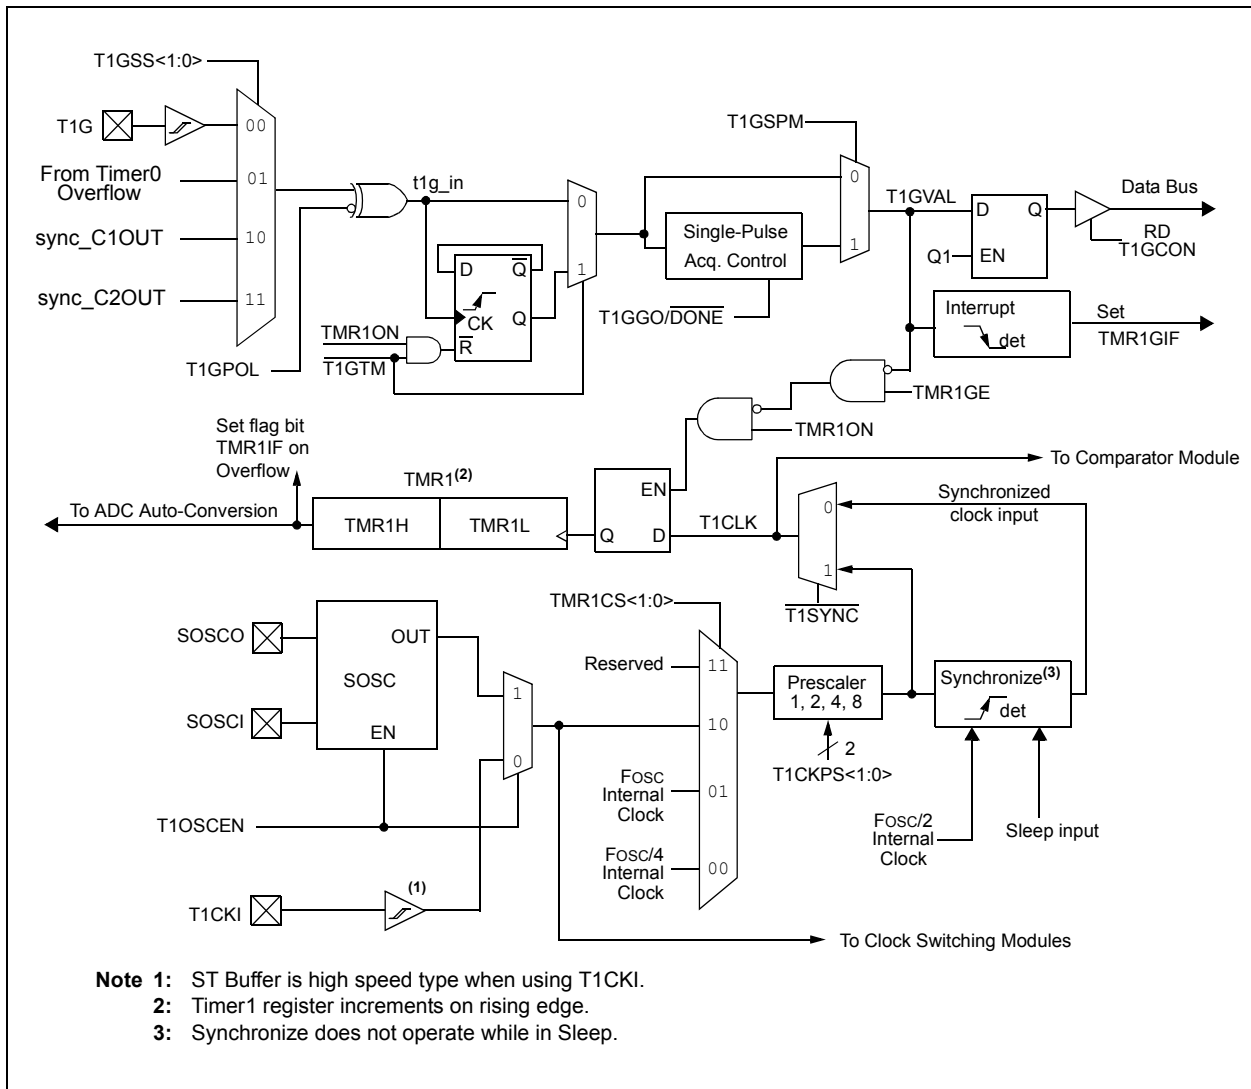 T1GSS<1:0>
T1G
00
From Timer0
Overflow
01
sync_C1OUT
10
sync_C2OUT
11
T1GPOL
t1g_in
0
1
D
Q
CK
Q
R
TMR1ON
T1GTM
T1GSPM
0
1
Single-Pulse
Acq. Control
T1GGO/DONE
T1GVAL
D
Q
Q1
EN
Data Bus
RD
T1GCON
Interrupt
det
Set
TMR1GIF
TMR1GE
TMR1ON
Set flag bit
TMR1IF on
Overflow
To ADC Auto-Conversion
TMR1(2)
TMR1H
TMR1L
EN
Q
D
T1CLK
To Comparator Module
0
1
Synchronized
clock input
T1SYNC
SOSCO
SOSCI
OUT
SOSC
EN
1
0
T1OSCEN
T1CKI
(1)
TMR1CS<1:0>
Reserved
11
10
FOSC
Internal
Clock
01
FOSC/4
Internal
Clock
00
Prescaler
1, 2, 4, 8
2
T1CKPS<1:0>
Synchronize(3)
det
FOSC/2
Internal
Clock
Sleep input
To Clock Switching Modules
Note 1: ST Buffer is high speed type when using T1CKI.
2: Timer1 register increments on rising edge.
3: Synchronize does not operate while in Sleep.